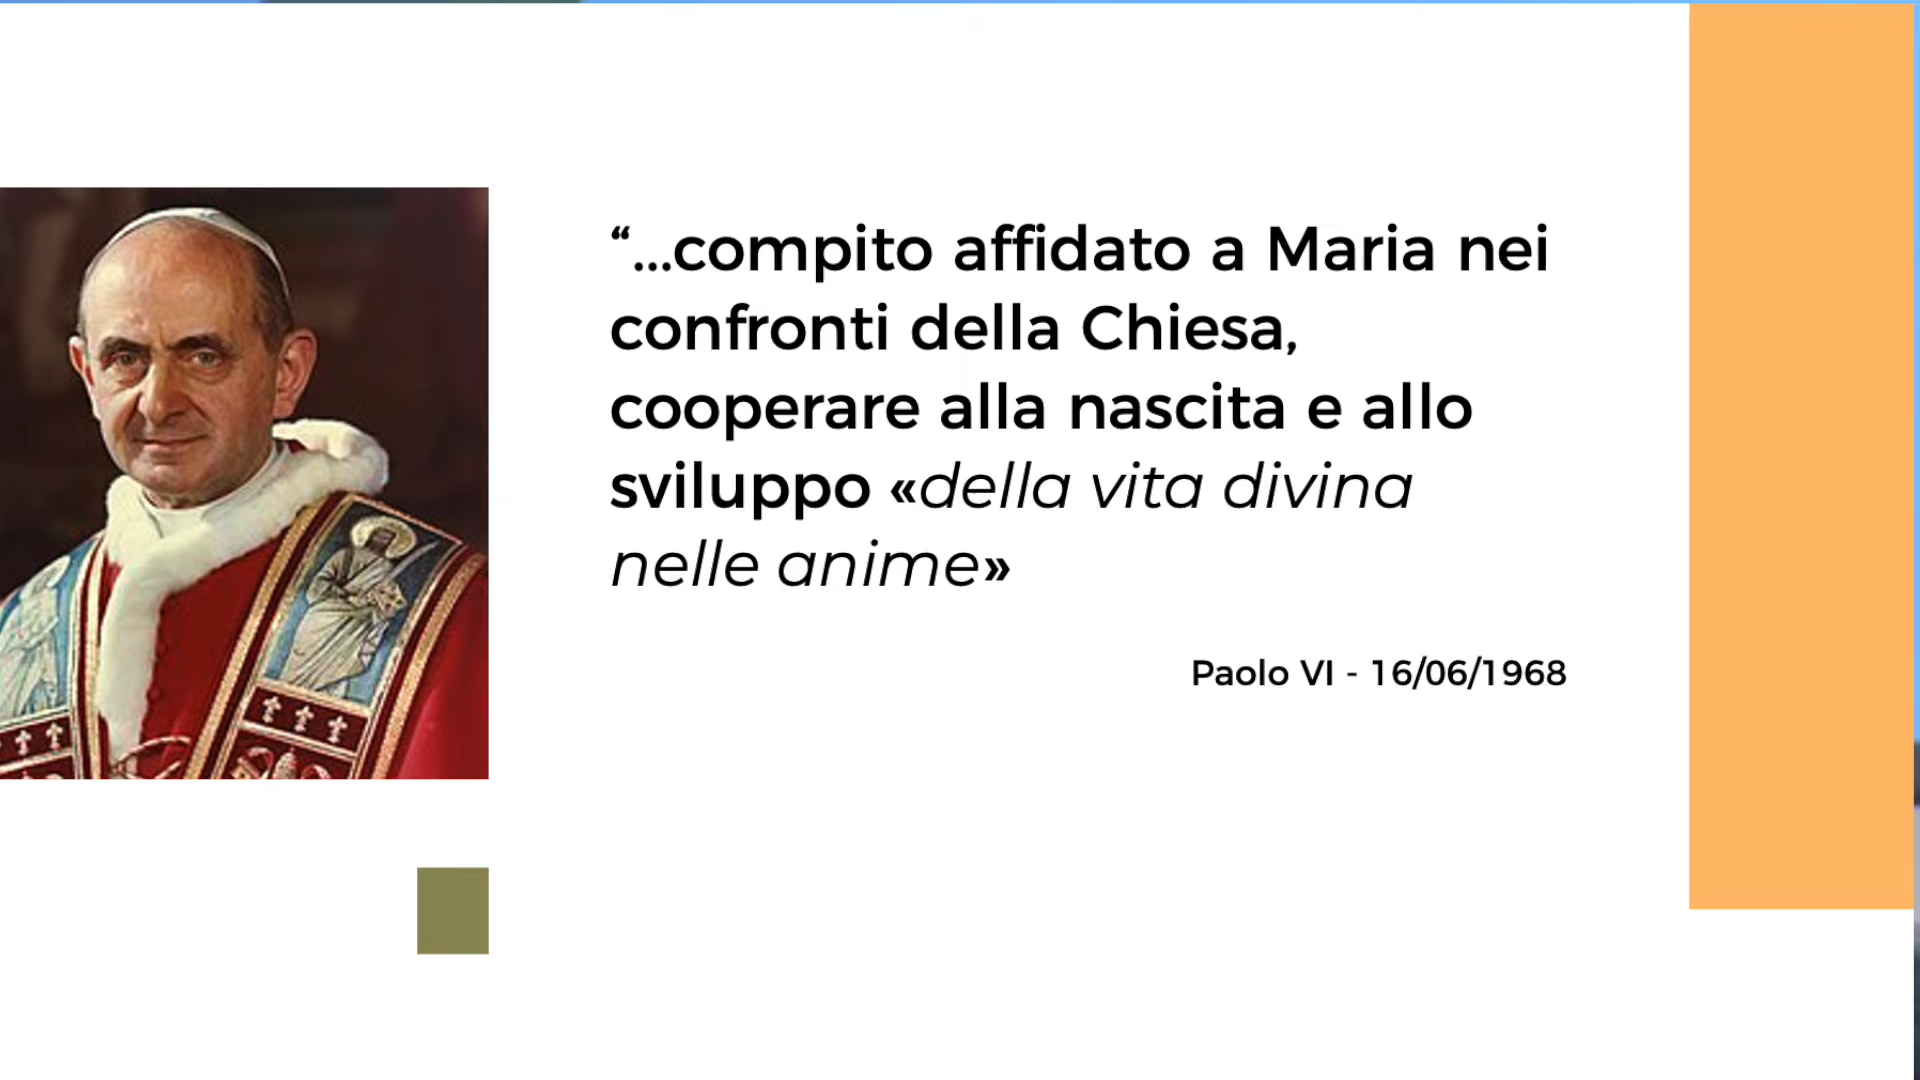 “...compito affidato a Maria nei
confronti della Chiesa,
cooperare alla nascita e allo
sviluppo «della vita divina
nelle anime»
Paolo VI - 16/06/1968